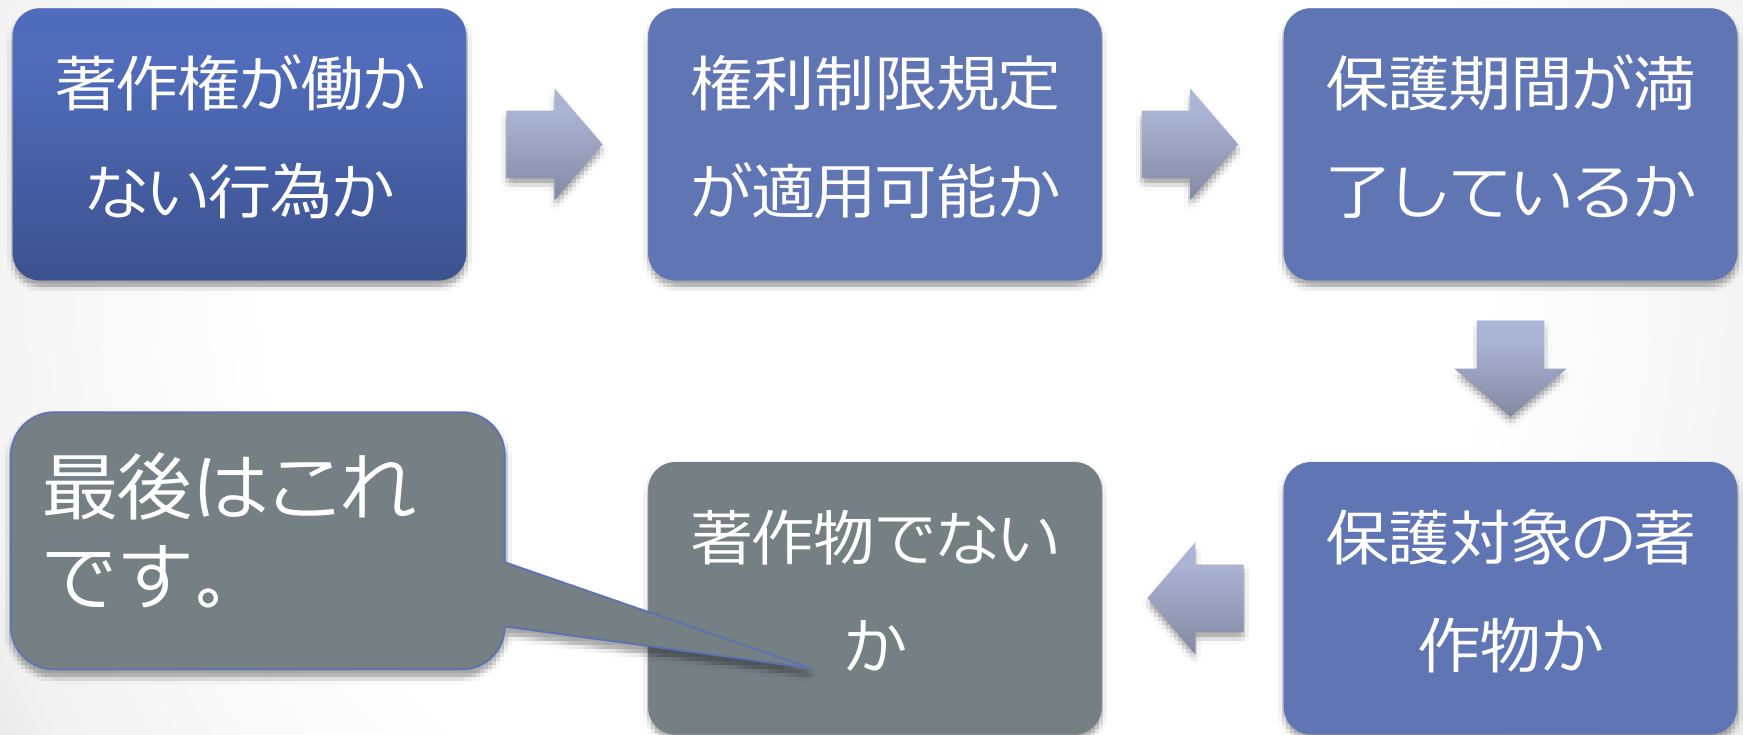 著作権が働か
ない行為か
権利制限規定
が適用可能か
保護期間が満
了しているか
保護対象の著
作物か
著作物でない
か
最後はこれ
です。